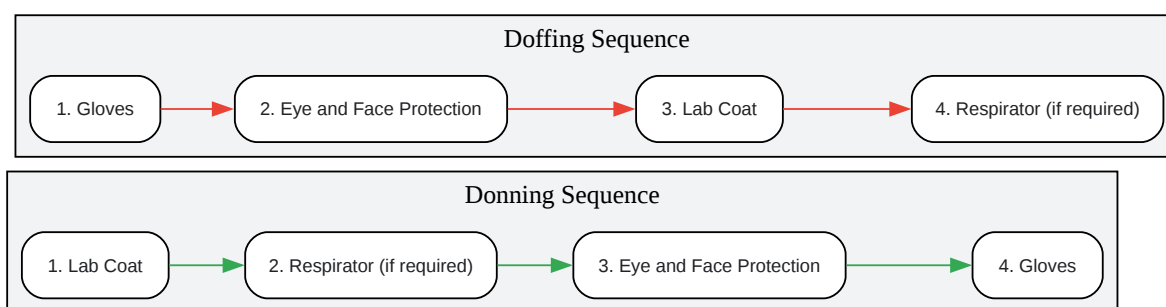 Doffing Sequence
1. Gloves
2. Eye and Face Protection
3. Lab Coat
4. Respirator (if required)
Donning Sequence
1. Lab Coat
2. Respirator (if required)
3. Eye and Face Protection
4. Gloves